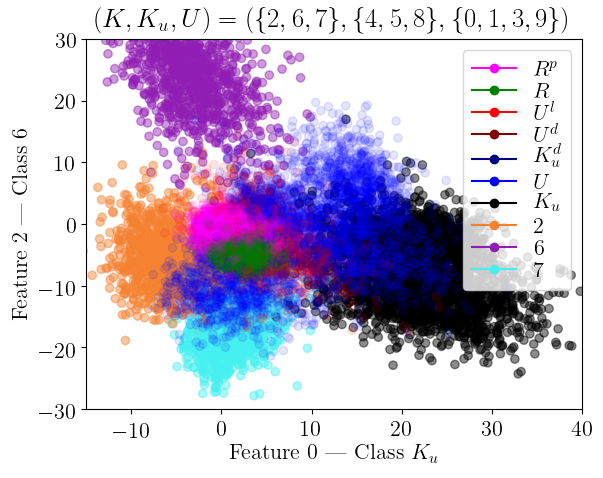 (K, K_u, U) = ({2, 6, 7}, {4, 5, 8}, {0, 1, 3, 9})
30
20
10
0
−10
−20
−30
Feature 2 — Class 6
R^p
R
U^l
U^d
K_u^d
U
K_u
2
6
7
−10
0
10
20
30
40
Feature 0 — Class K_u